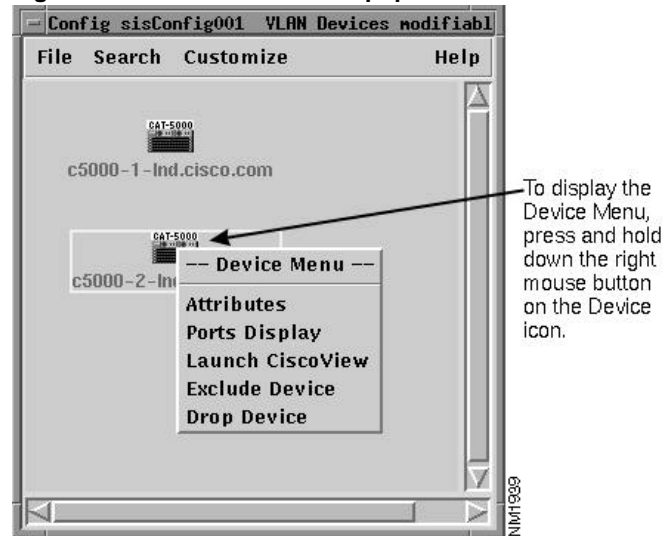 Config sisConfig001 VLAN Devices modifiabl
File Search Customize Help
CAT-5000
c5000-1-Ind.cisco.com
CAT-5000
c5000-2-In
-- Device Menu --
Attributes
Ports Display
Launch CiscoView
Exclude Device
Drop Device
To display the
Device Menu,
press and hold
down the right
mouse button
on the Device
icon.
NM1939